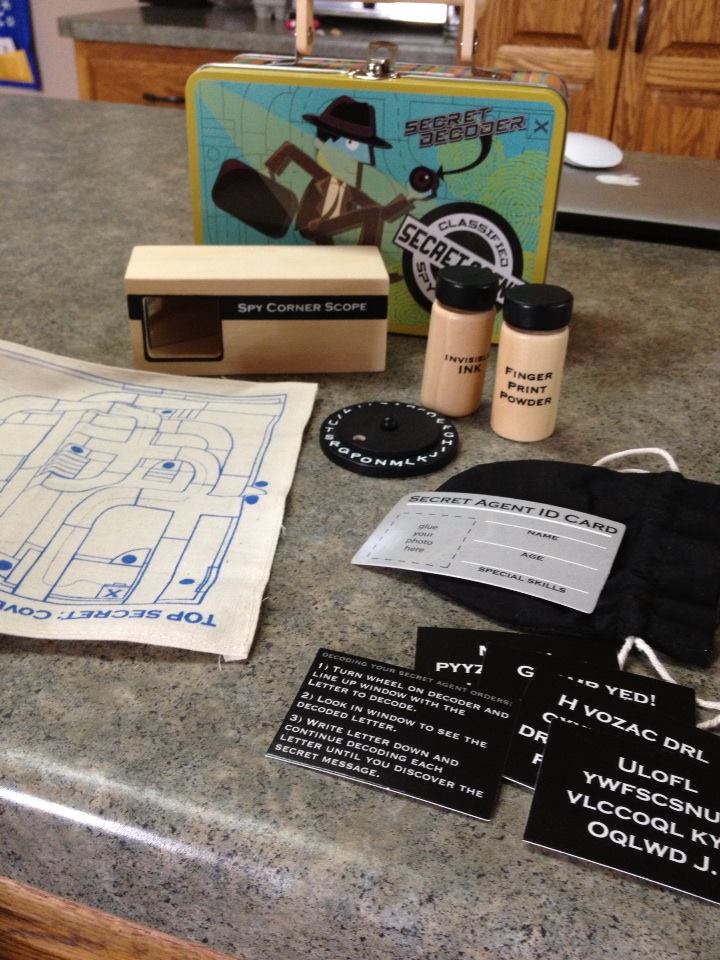 SECRET
DECODER
X
CLASSIFIED
SECRET
SPY
SPY CORNER SCOPE
INVISIBLE
INK
FINGER
PRINT
POWDER
SRQPONMLKJI
SECRET AGENT ID CARD
glue
your
photo
here
NAME
AGE
SPECIAL SKILLS
X
TOP SECRET: COVE
DECODING YOUR SECRET AGENT ORDERS:
1) TURN WHEEL ON DECODER AND
LINE UP WINDOW WITH THE
LETTER TO DECODE.
2) LOOK IN WINDOW TO SEE THE
DECODED LETTER.
3) WRITE LETTER DOWN AND
CONTINUE DECODING EACH
LETTER UNTIL YOU DISCOVER THE
SECRET MESSAGE.
PYYZ
YED!
H VOZAC DRL
ULOFL
YWFSCSNU
VLCCOQL KY
OQLWD J.